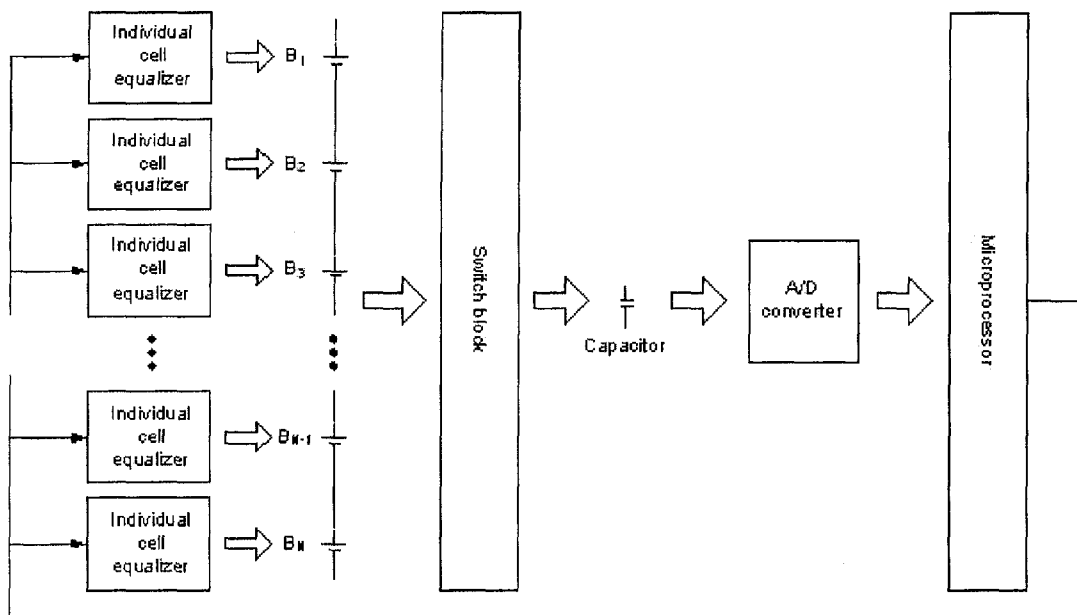 Individual
cell
equalizer
B1
Individual
cell
equalizer
B2
Individual
cell
equalizer
B3
Individual
cell
equalizer
BN-1
Individual
cell
equalizer
BN
Switch block
Capacitor
A/D
converter
Microprocessor